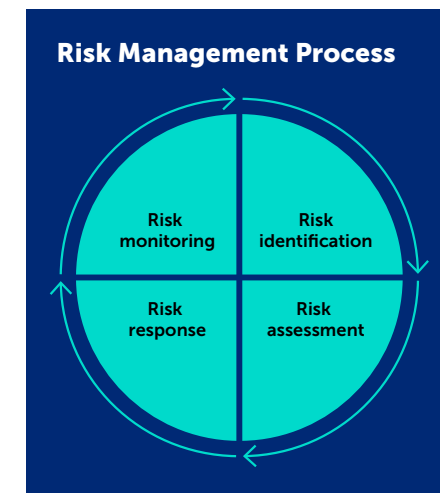 Risk Management Process
Risk
monitoring
Risk
identification
Risk
response
Risk
assessment